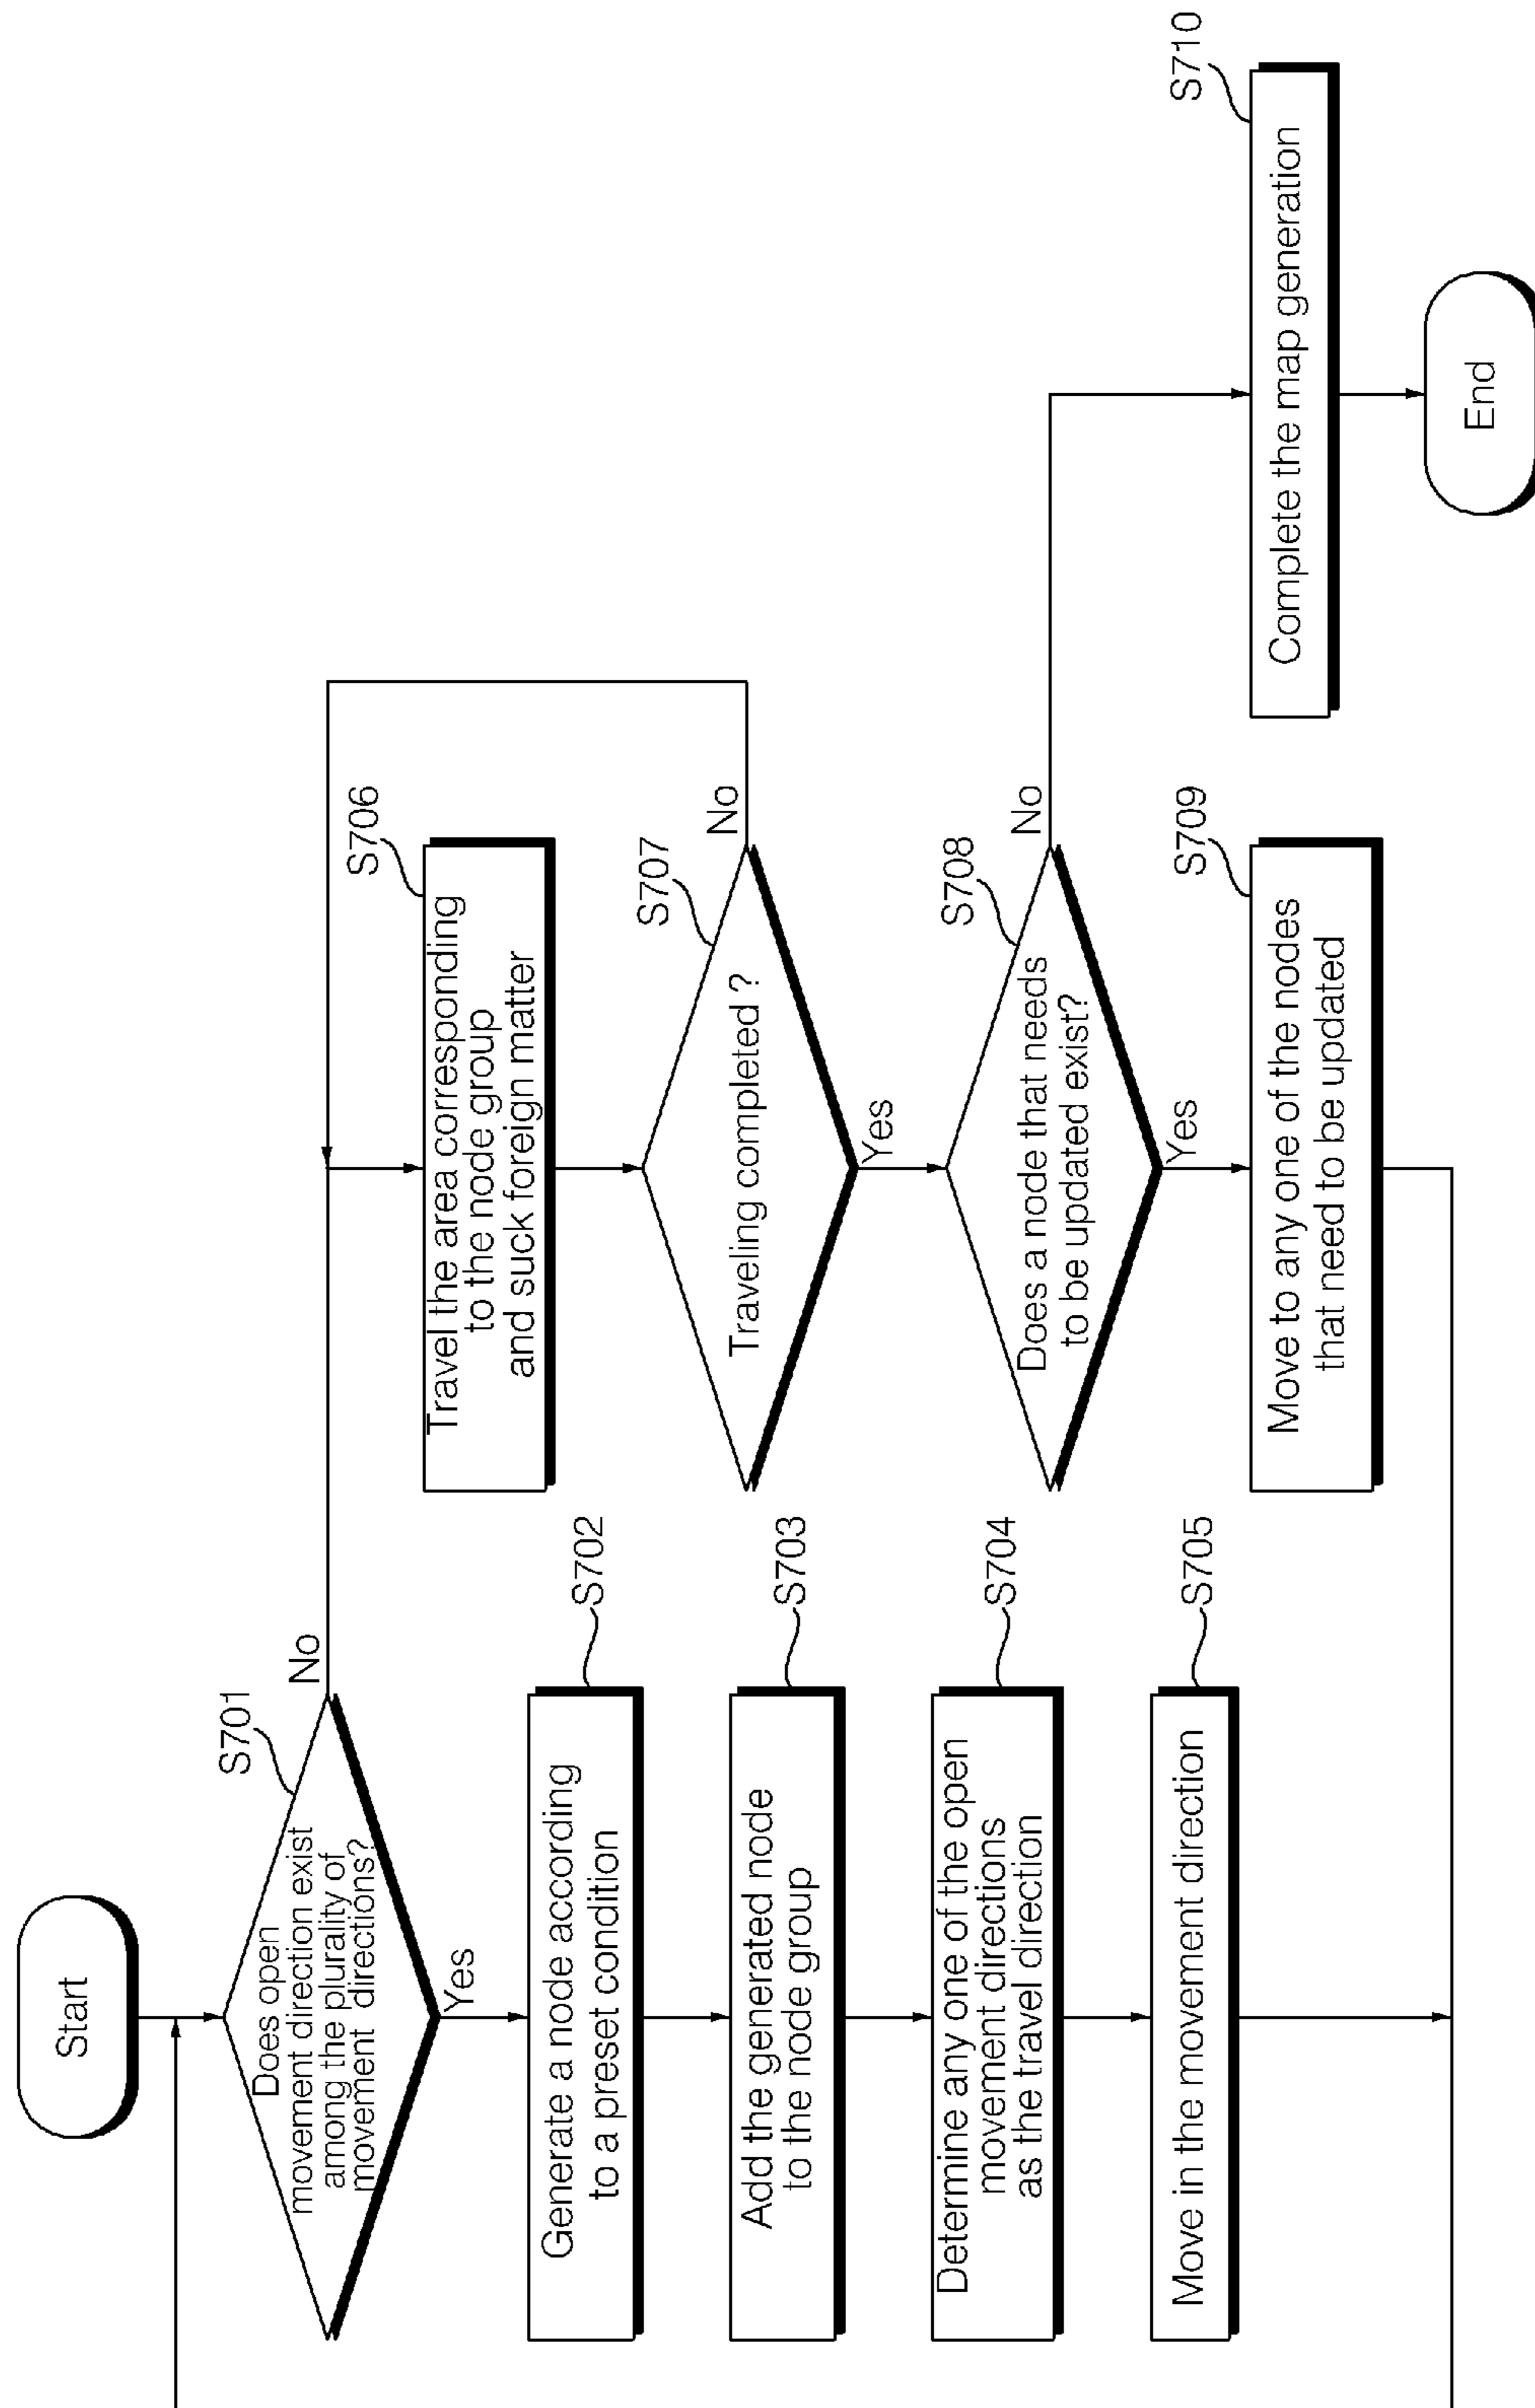 Start
S701
Does open
movement direction exist
among the plurality of
movement directions?
No
Yes
Generate a node according
to a preset condition
S702
Add the generated node
to the node group
S703
Determine any one of the open
movement directions
as the travel direction
S704
Move in the movement direction
S705
S706
Travel the area corresponding
to the node group
and suck foreign matter
S707
Traveling completed ?
No
Yes
S708
Does a node that needs
to be updated exist?
No
Yes
S709
Move to any one of the nodes
that need to be updated
S710
Complete the map generation
End